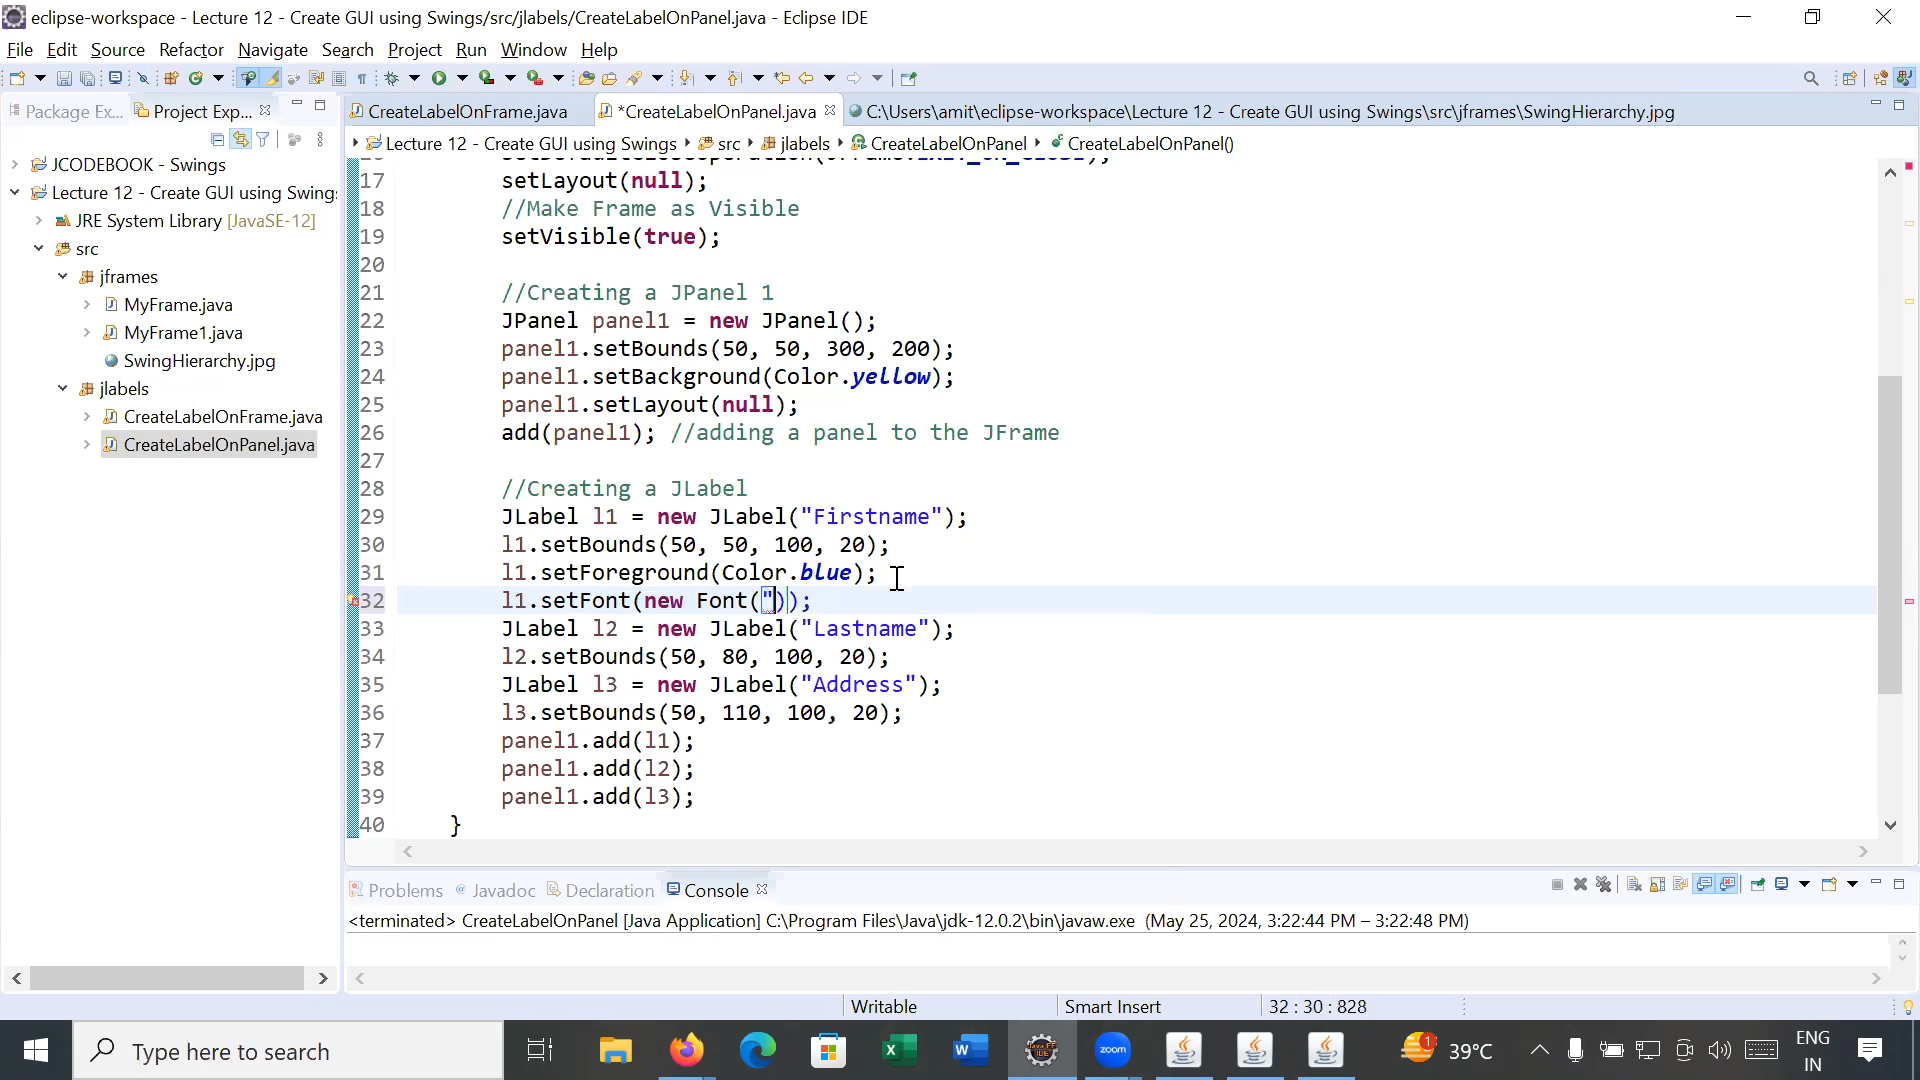 eclipse-workspace - Lecture 12 - Create GUI using Swings/src/jlabels/CreateLabelOnPanel.java - Eclipse IDE
File Edit Source Refactor Navigate Search Project Run Window Help
Package Ex... Project Exp...
CreateLabelOnFrame.java *CreateLabelOnPanel.java C:\Users\amit\eclipse-workspace\Lecture 12 - Create GUI using Swings\src\jframes\SwingHierarchy.jpg
Lecture 12 - Create GUI using Swings src jlabels CreateLabelOnPanel CreateLabelOnPanel()
JCODEBOOK - Swings
Lecture 12 - Create GUI using Swing
JRE System Library [JavaSE-12]
src
jframes
MyFrame.java
MyFrame1.java
SwingHierarchy.jpg
jlabels
CreateLabelOnFrame.java
CreateLabelOnPanel.java
17 setLayout(null);
18 //Make Frame as Visible
19 setVisible(true);
20
21 //Creating a JPanel 1
22 JPanel panel1 = new JPanel();
23 panel1.setBounds(50, 50, 300, 200);
24 panel1.setBackground(Color.yellow);
25 panel1.setLayout(null);
26 add(panel1); //adding a panel to the JFrame
27
28 //Creating a JLabel
29 JLabel l1 = new JLabel("Firstname");
30 l1.setBounds(50, 50, 100, 20);
31 l1.setForeground(Color.blue);
32 l1.setFont(new Font("));
33 JLabel l2 = new JLabel("Lastname");
34 l2.setBounds(50, 80, 100, 20);
35 JLabel l3 = new JLabel("Address");
36 l3.setBounds(50, 110, 100, 20);
37 panel1.add(l1);
38 panel1.add(l2);
39 panel1.add(l3);
40 }
Problems Javadoc Declaration Console
<terminated> CreateLabelOnPanel [Java Application] C:\Program Files\Java\jdk-12.0.2\bin\javaw.exe (May 25, 2024, 3:22:44 PM – 3:22:48 PM)
Writable Smart Insert 32 : 30 : 828
Type here to search
zoom
1 39°C
ENG
IN